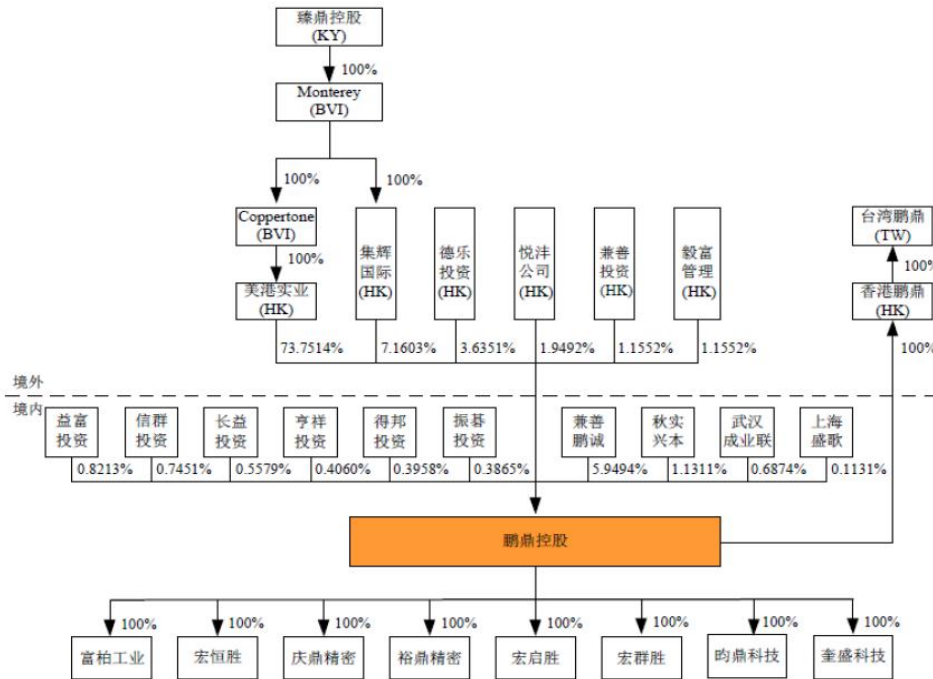 臻鼎控股
(KY)
100%
Monterey
(BVI)
100%
100%
Coppertone
(BVI)
100%
美港实业
(HK)
集辉
国际
(HK)
德乐
投资
(HK)
悦沣
公司
(HK)
兼善
投资
(HK)
毅富
管理
(HK)
台湾鹏鼎
(TW)
100%
香港鹏鼎
(HK)
100%
73.7514%
7.1603%
3.6351%
1.9492%
1.1552%
1.1552%
境外
境内
益富
投资
信群
投资
长益
投资
亨祥
投资
得邦
投资
振碁
投资
兼善
鹏诚
秋实
兴本
武汉
成业联
上海
盛歌
0.8213%
0.7451%
0.5579%
0.4060%
0.3958%
0.3865%
5.9494%
1.1311%
0.6874%
0.1131%
鹏鼎控股
100%
100%
100%
100%
100%
100%
100%
100%
富柏工业
宏恒胜
庆鼎精密
裕鼎精密
宏启胜
宏群胜
昀鼎科技
奎盛科技